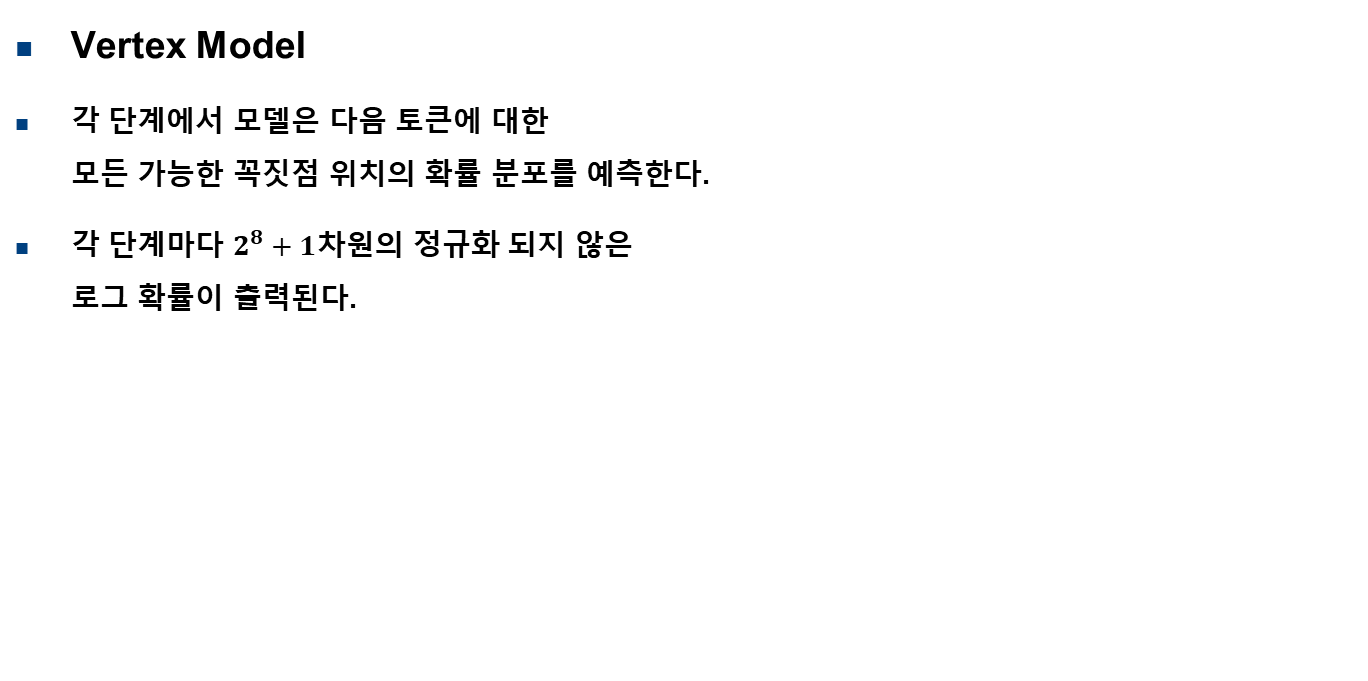 Vertex Model
각 단계에서 모델은 다음 토큰에 대한
모든 가능한 꼭짓점 위치의 확률 분포를 예측한다.
각 단계마다 2⁸ + 1차원의 정규화 되지 않은
로그 확률이 츨력된다.